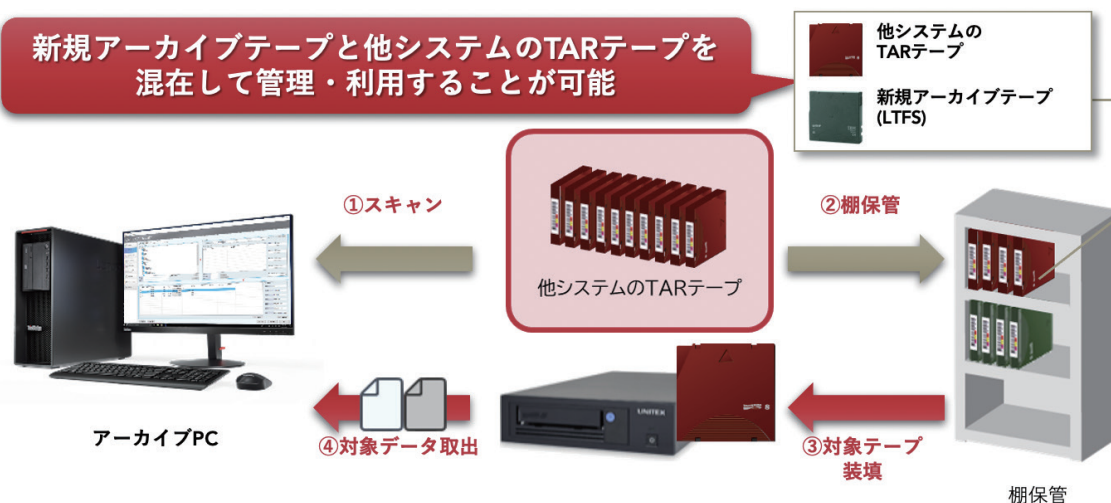 新規アーカイブテープと他システムのTARテープを
混在して管理・利用することが可能
他システムの
TARテープ
新規アーカイブテープ
(LTFS)
①スキャン
②棚保管
他システムのTARテープ
UNITEX
アーカイブPC
④対象データ取出
③対象テープ
装填
棚保管